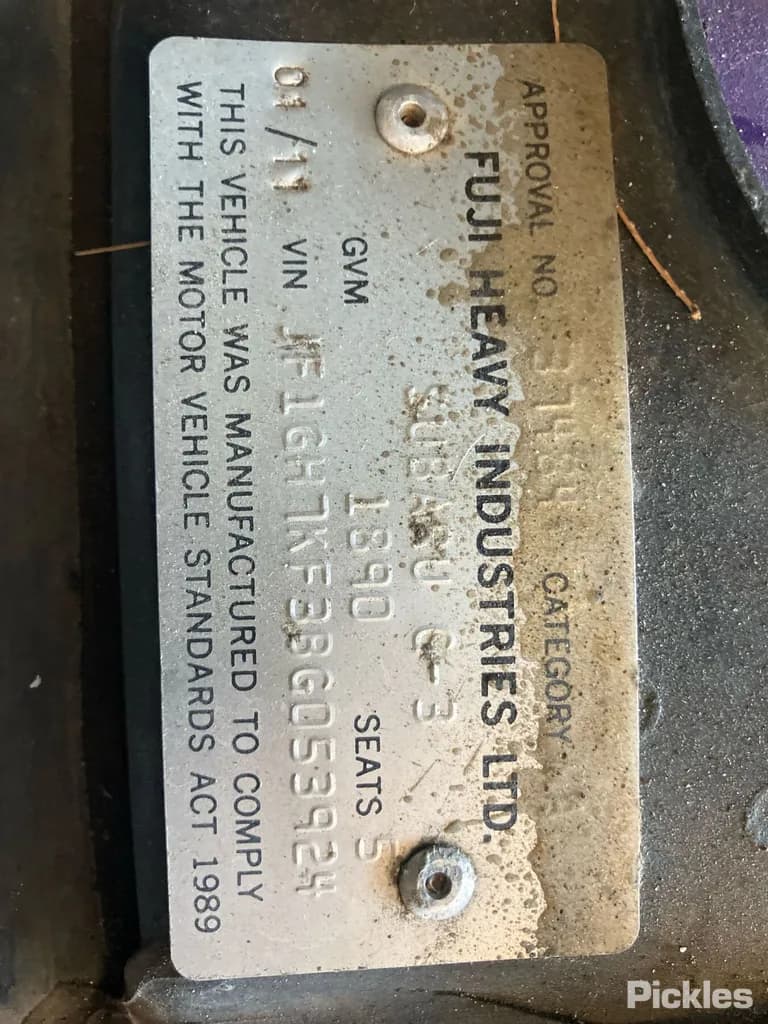 APPROVAL NO. CATEGORY
FUJI HEAVY INDUSTRIES LTD.
SUBARU G-3
GVM 1890 SEATS 5
01/11 VIN JF1GH7KF3BG053924
THIS VEHICLE WAS MANUFACTURED TO COMPLY
WITH THE MOTOR VEHICLE STANDARDS ACT 1989
Pickles